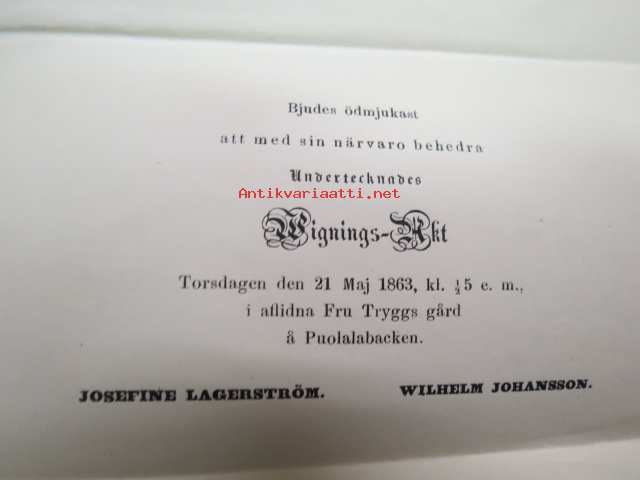 Bjudes ödmjukast
att med sin närvaro behedra
Undertecknades
Antikvariaatti.net
Wignings-Akt
Torsdagen den 21 Maj 1863, kl. ½5 e. m.,
i aflidna Fru Tryggs gård
å Puolalabacken.
JOSEFINE LAGERSTRÖM. WILHELM JOHANSSON.